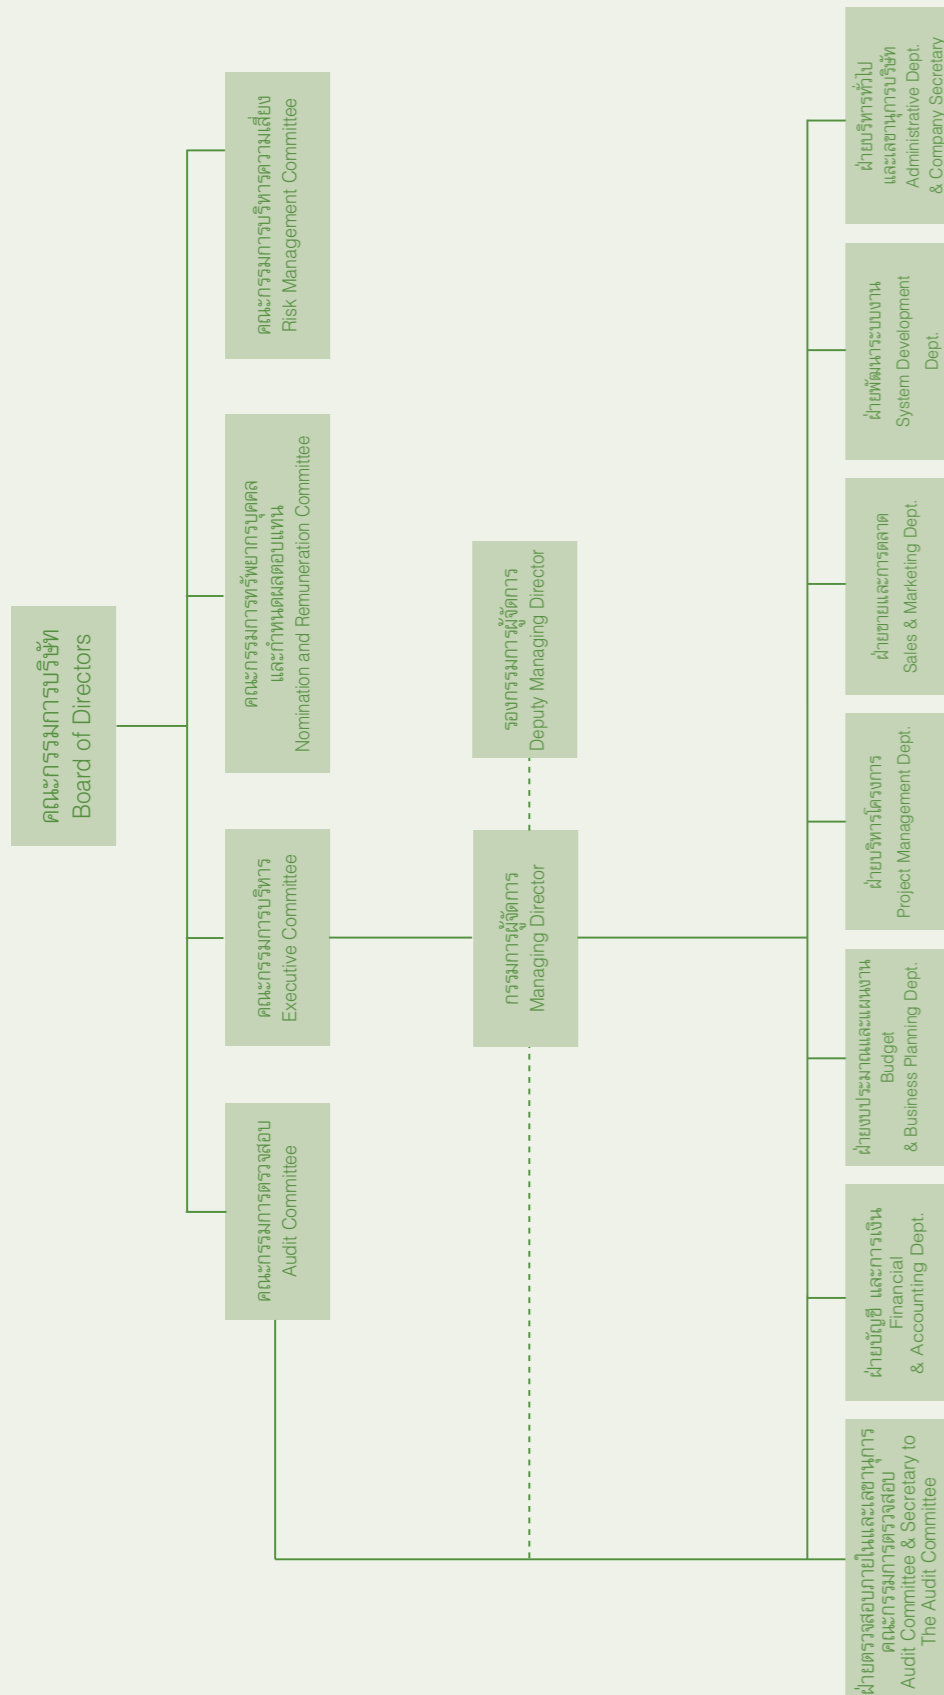 คณะกรรมการบริษัท
Board of Directors
คณะกรรมการตรวจสอบ
Audit Committee
คณะกรรมการบริหาร
Executive Committee
คณะกรรมการทรัพยากรบุคคล
และกำหนดผลตอบแทน
Nomination and Remuneration Committee
คณะกรรมการบริหารความเสี่ยง
Risk Management Committee
กรรมการผู้จัดการ
Managing Director
รองกรรมการผู้จัดการ
Deputy Managing Director
ฝ่ายตรวจสอบภายในและเลขานุการ
คณะกรรมการตรวจสอบ
Audit Committee & Secretary to
The Audit Committee
ฝ่ายบัญชี และการเงิน
Financial
& Accounting Dept.
ฝ่ายงบประมาณและแผนงาน
Budget
& Business Planning Dept.
ฝ่ายบริหารโครงการ
Project Management Dept.
ฝ่ายขายและการตลาด
Sales & Marketing Dept.
ฝ่ายพัฒนาระบบงาน
System Development
Dept.
ฝ่ายบริหารทั่วไป
และเลขานุการบริษัท
Administrative Dept.
& Company Secretary